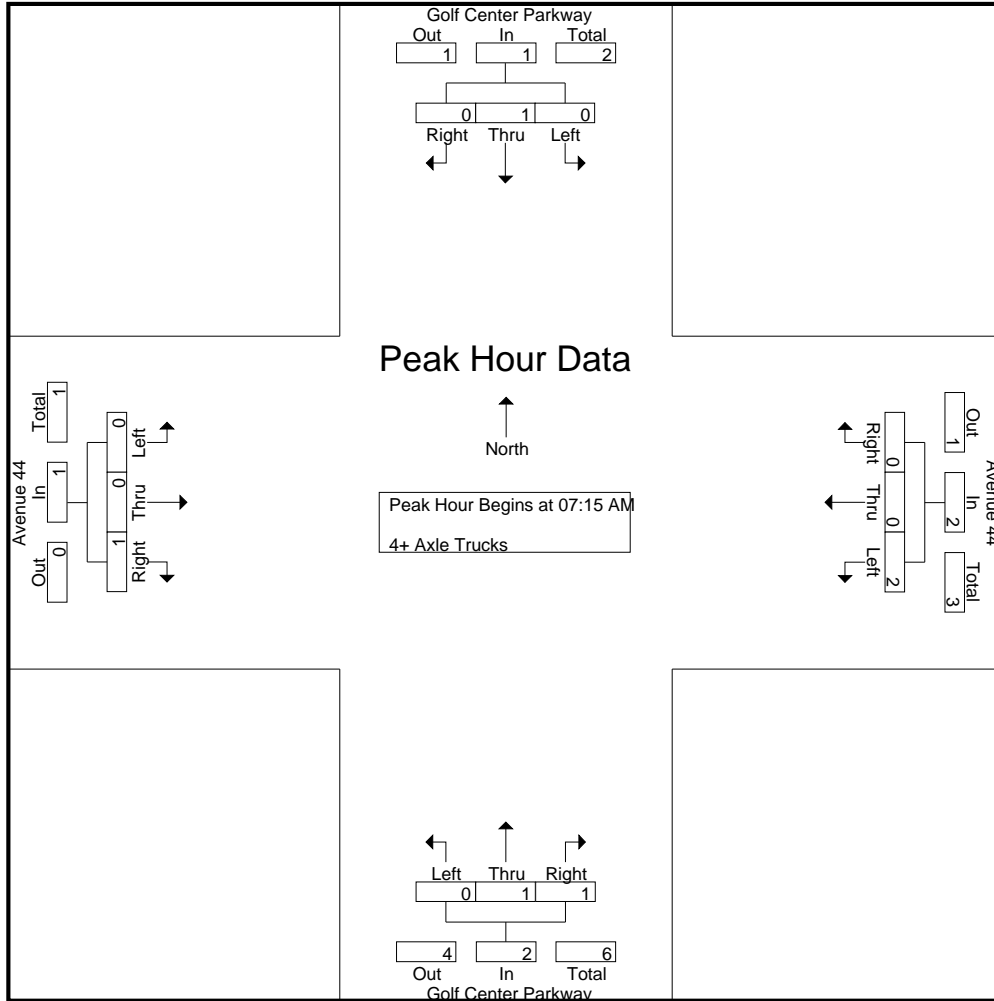 Golf Center Parkway
Out In Total
1 1 2
0 1 0
Right Thru Left
Peak Hour Data
North
Peak Hour Begins at 07:15 AM
4+ Axle Trucks
Avenue 44
Out In Total
0 1 1
Left Thru Right
0 0 1
Avenue 44
Out In Total
1 2 3
Right Thru Left
0 0 2
Left Thru Right
0 1 1
4 2 6
Out In Total
Golf Center Parkway